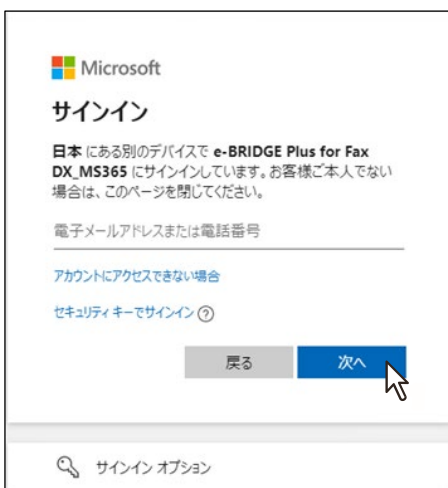 Microsoft
サインイン
日本 にある別のデバイスで e-BRIDGE Plus for Fax
DX_MS365 にサインインしています。お客様ご本人でない
場合は、このページを閉じてください。
電子メールアドレスまたは電話番号
アカウントにアクセスできない場合
セキュリティ キーでサインイン ?
戻る 次へ
サインイン オプション